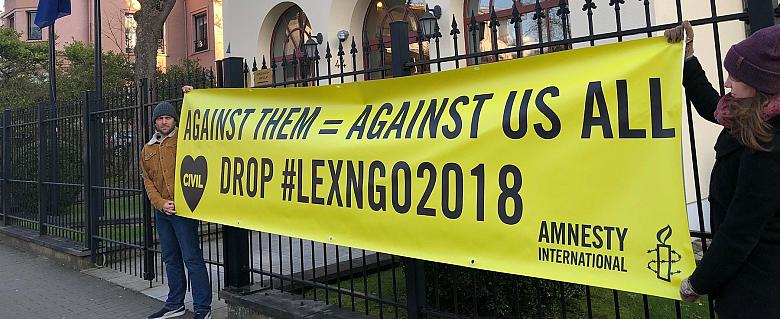 AGAINST THEM = AGAINST US ALL
CIVIL
DROP #LEXNGO2018
AMNESTY
INTERNATIONAL